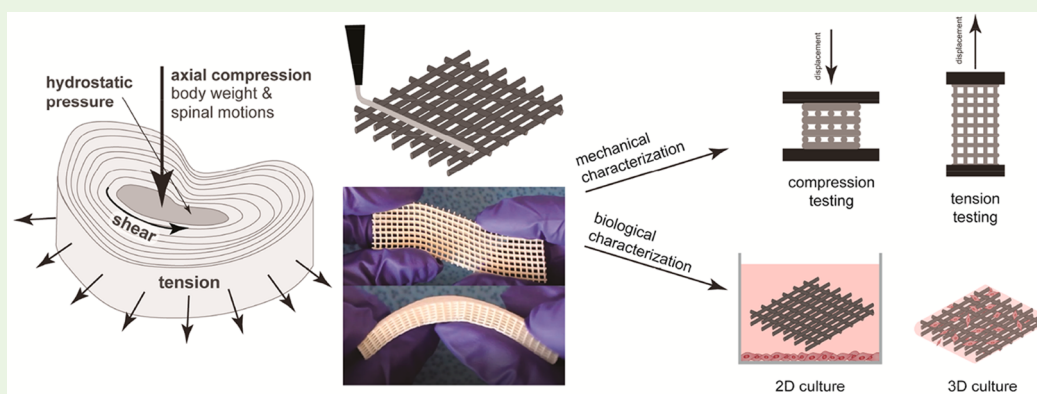 hydrostatic
pressure
axial compression
body weight &
spinal motions
shear
tension
mechanical
characterization
biological
characterization
displacement
compression
testing
displacement
tension
testing
2D culture
3D culture